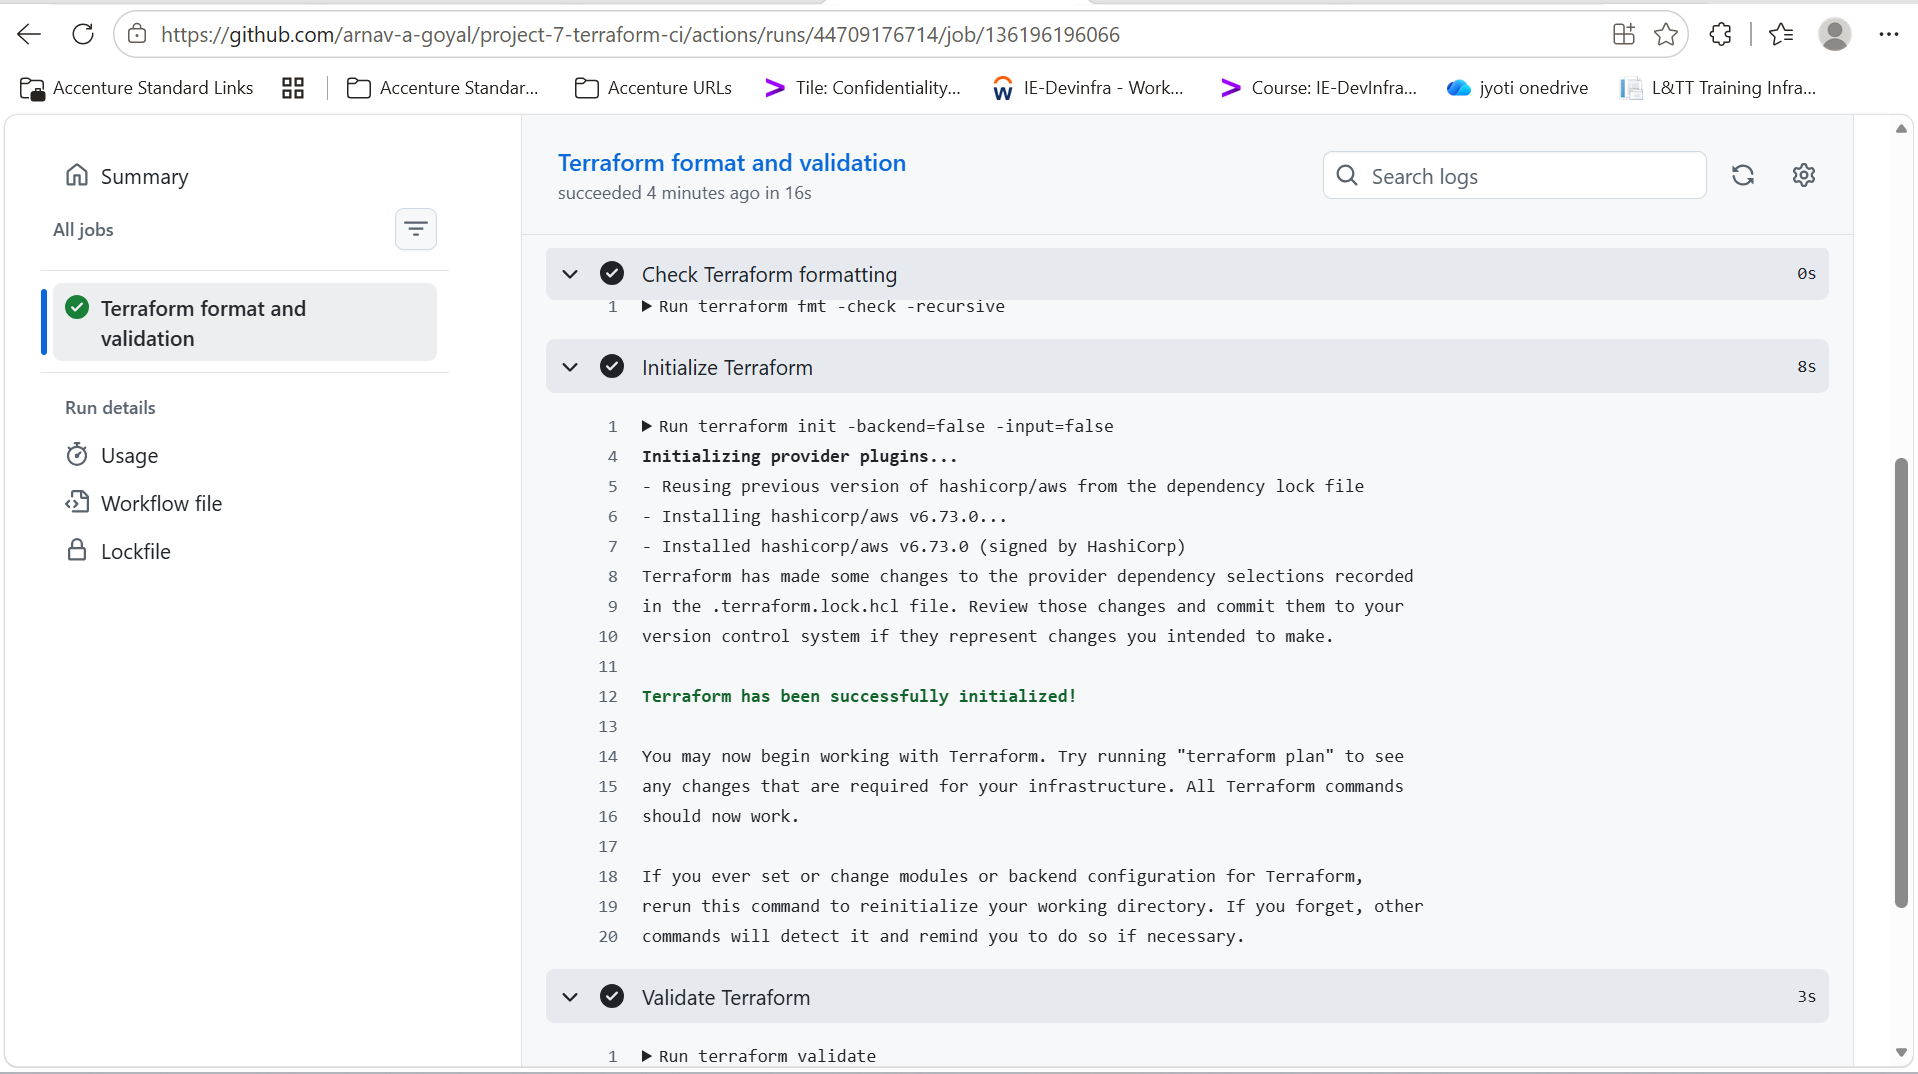 https://github.com/arnav-a-goyal/project-7-terraform-ci/actions/runs/44709176714/job/136196196066
Accenture Standard Links
Accenture Standar...
Accenture URLs
Tile: Confidentiality...
IE-Devinfra - Work...
Course: IE-DevInfra...
jyoti onedrive
L&TT Training Infra...
Summary
All jobs
Terraform format and
validation
Run details
Usage
Workflow file
Lockfile
Terraform format and validation
succeeded 4 minutes ago in 16s
Search logs
Check Terraform formatting 0s
1 Run terraform fmt -check -recursive
Initialize Terraform 8s
1 Run terraform init -backend=false -input=false
4 Initializing provider plugins...
5 - Reusing previous version of hashicorp/aws from the dependency lock file
6 - Installing hashicorp/aws v6.73.0...
7 - Installed hashicorp/aws v6.73.0 (signed by HashiCorp)
8 Terraform has made some changes to the provider dependency selections recorded
9 in the .terraform.lock.hcl file. Review those changes and commit them to your
10 version control system if they represent changes you intended to make.
11
12 Terraform has been successfully initialized!
13
14 You may now begin working with Terraform. Try running "terraform plan" to see
15 any changes that are required for your infrastructure. All Terraform commands
16 should now work.
17
18 If you ever set or change modules or backend configuration for Terraform,
19 rerun this command to reinitialize your working directory. If you forget, other
20 commands will detect it and remind you to do so if necessary.
Validate Terraform 3s
1 Run terraform validate